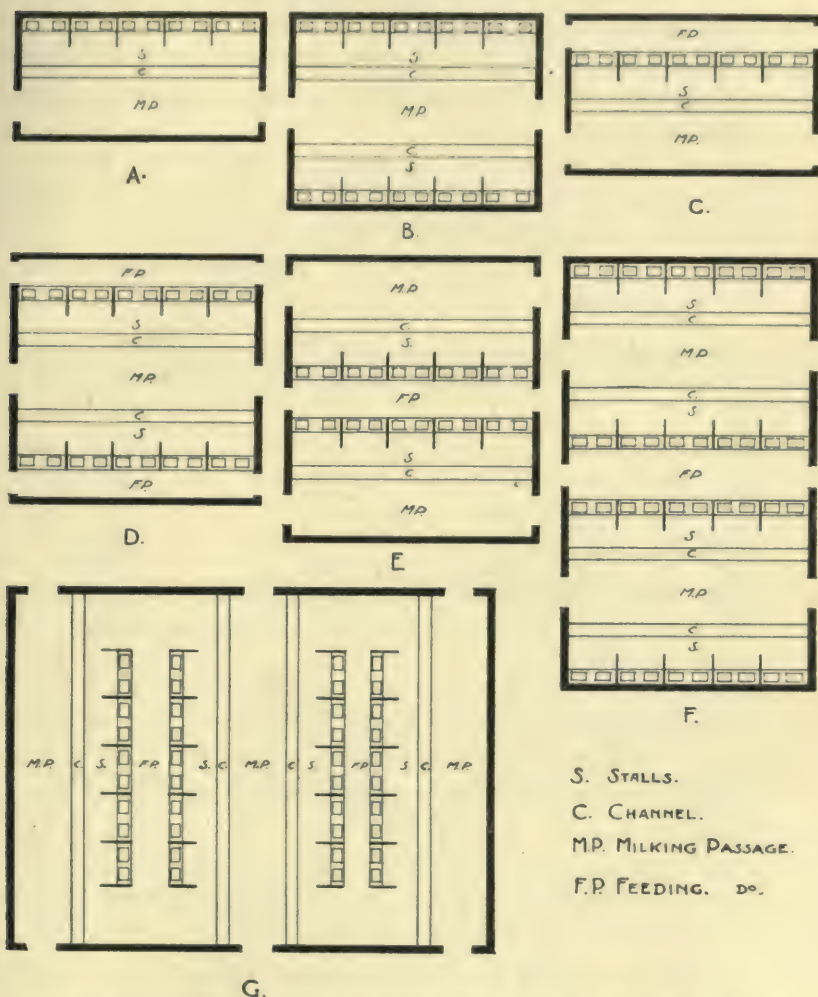 S
C
M.P
A.
S
C
M.P
C.
S
B.
F.P
S
C
M.P.
C.
F.P
S
C
M.P.
C
S
F.P.
D.
M.P
C.
S.
F.P
S
C
M.P.
E
S
C
M.P
C.
S
F.P
S
C
M.P
C
S.
F.
M.P. C. S. F.P. S. C. M.P. C S. F.P S C. M.P.
G.
S. STALLS.
C. CHANNEL.
M.P. MILKING PASSAGE.
F.P. FEEDING. Dº.